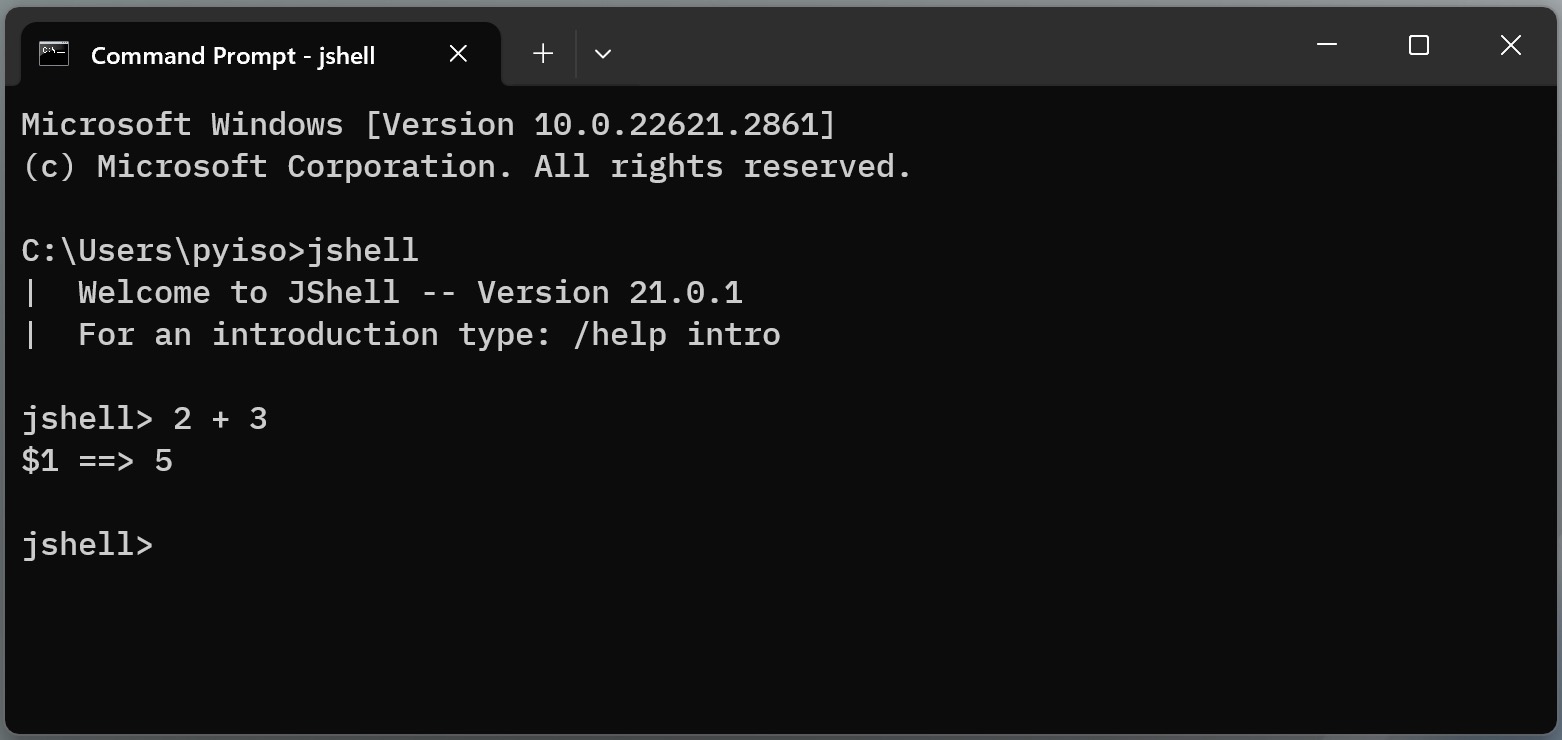 Command Prompt - jshell
Microsoft Windows [Version 10.0.22621.2861]
(c) Microsoft Corporation. All rights reserved.
C:\Users\pyiso>jshell
|  Welcome to JShell -- Version 21.0.1
|  For an introduction type: /help intro
jshell> 2 + 3
$1 ==> 5
jshell>